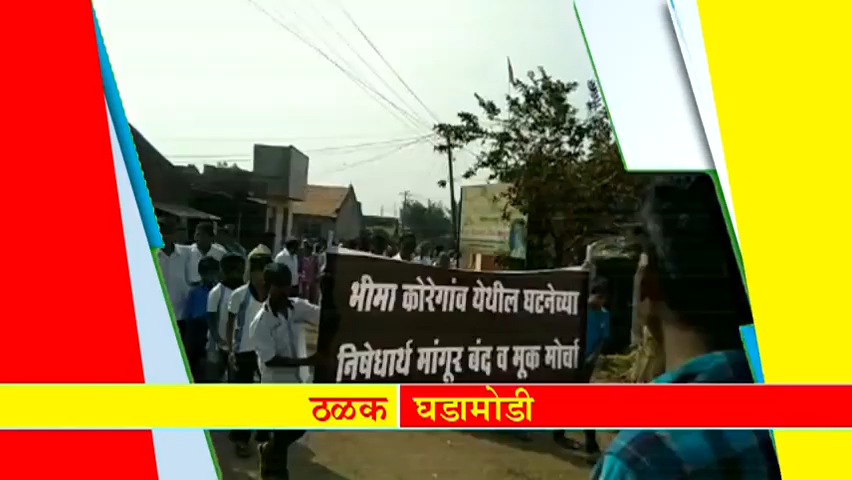 भीमा कोरेगांव येथील घटनेच्या
निषेधार्थ मांगूर बंद व मूक मोर्चा
ठळक घडामोडी